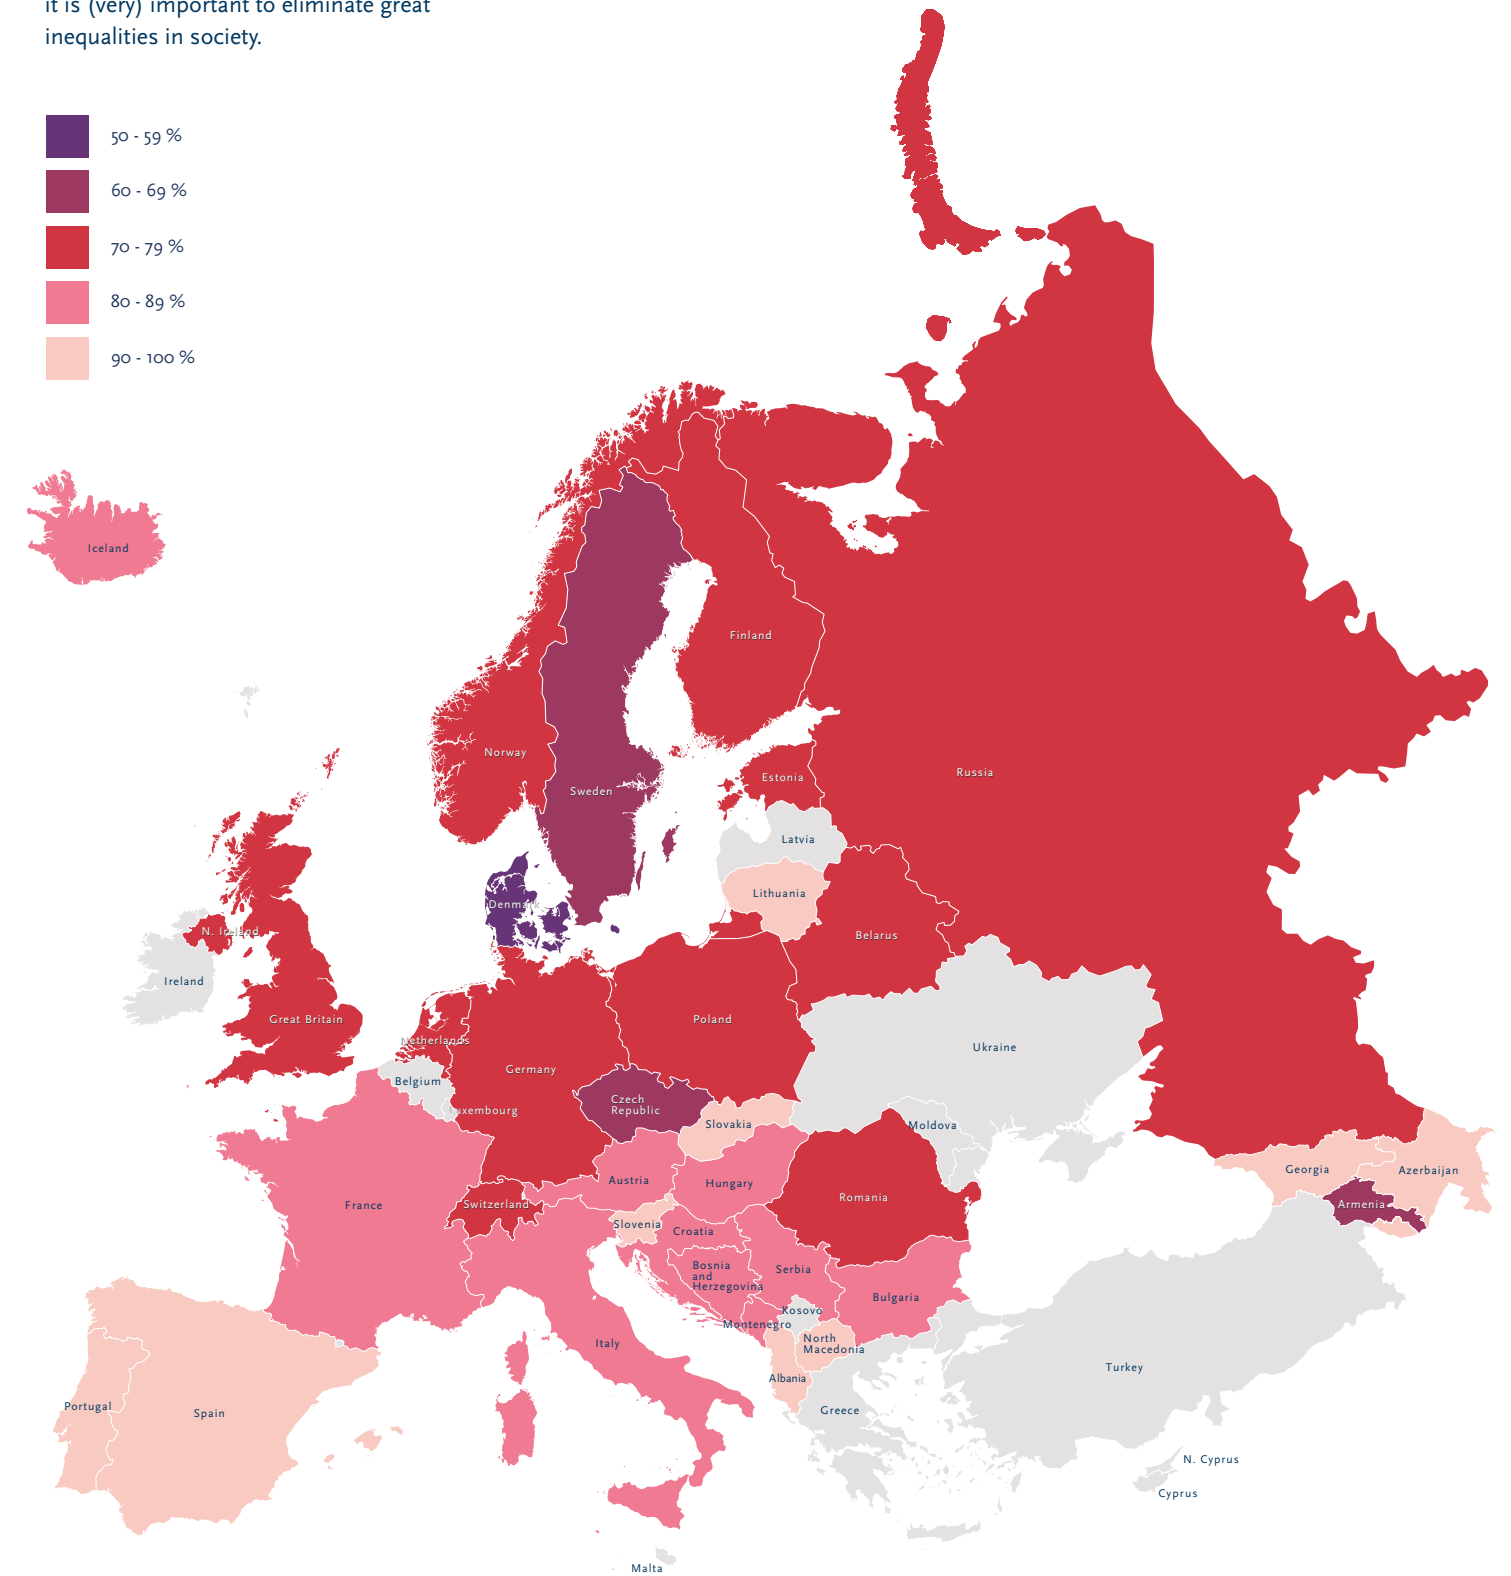 it is (very) important to eliminate great
inequalities in society.
50 - 59 %
60 - 69 %
70 - 79 %
80 - 89 %
90 - 100 %
Iceland
Finland
Norway
Russia
Estonia
Sweden
Latvia
Lithuania
Denmark
N. Ireland
Belarus
Ireland
Great Britain
Poland
Netherlands
Ukraine
Germany
Belgium
Czech
Republic
Luxembourg
Slovakia
Moldova
Georgia
Azerbaijan
Austria
Hungary
Romania
France
Switzerland
Armenia
Slovenia
Croatia
Bosnia
and
Herzegovina
Serbia
Bulgaria
Kosovo
Montenegro
North
Macedonia
Italy
Turkey
Albania
Portugal
Spain
Greece
N. Cyprus
Cyprus
Malta